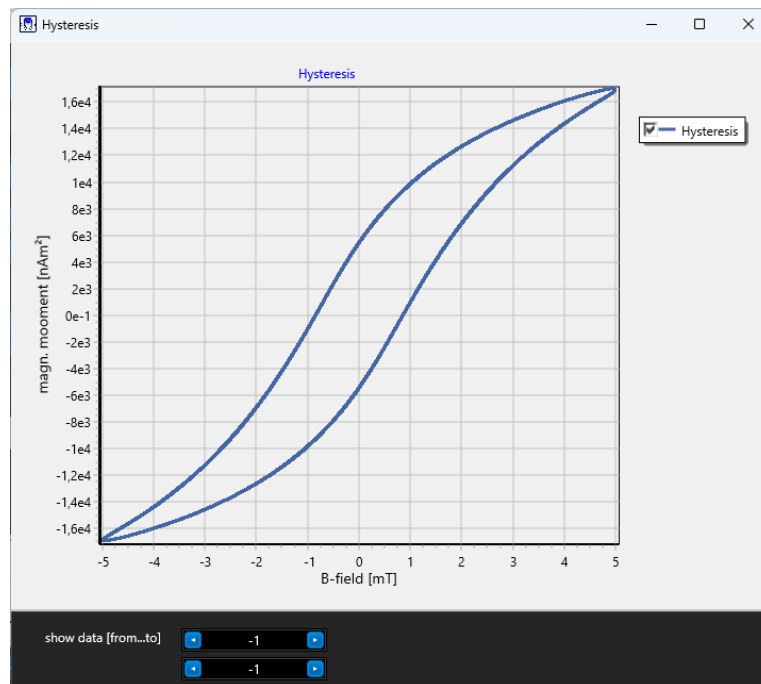 Hysteresis
Hysteresis
1,6e4
1,4e4
1,2e4
1e4
8e3
6e3
4e3
2e3
0e-1
-2e3
-4e3
-6e3
-8e3
-1e4
-1,2e4
-1,4e4
-1,6e4
magn. mooment [nAm²]
-5 -4 -3 -2 -1 0 1 2 3 4 5
B-field [mT]
Hysteresis
show data [from...to] -1
-1